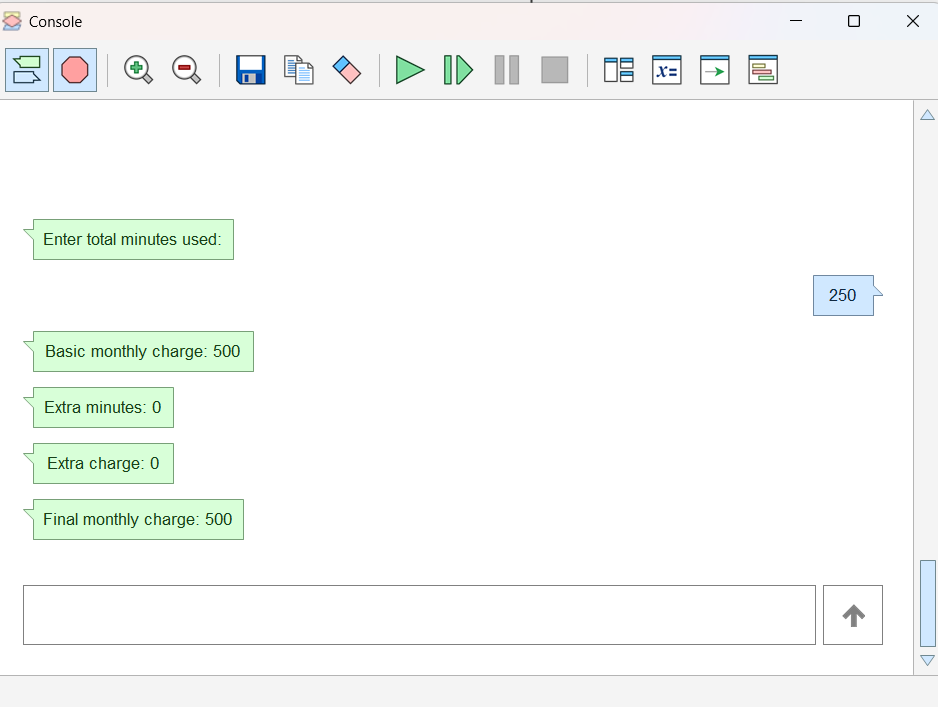 Console
x=
Enter total minutes used:
250
Basic monthly charge: 500
Extra minutes: 0
Extra charge: 0
Final monthly charge: 500